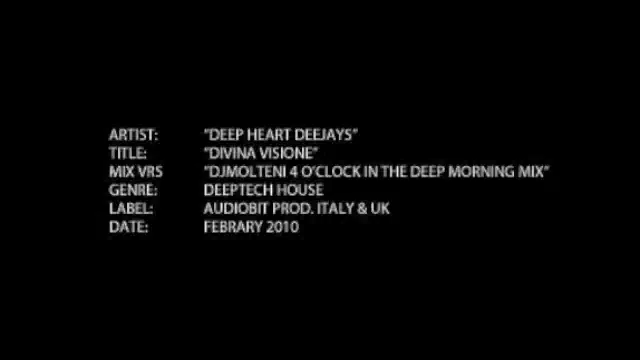 ARTIST: "DEEP HEART DEEJAYS"
TITLE: "DIVINA VISIONE"
MIX VRS "DJMOLTENI 4 O'CLOCK IN THE DEEP MORNING MIX"
GENRE: DEEPTECH HOUSE
LABEL: AUDIOBIT PROD. ITALY & UK
DATE: FEBRARY 2010